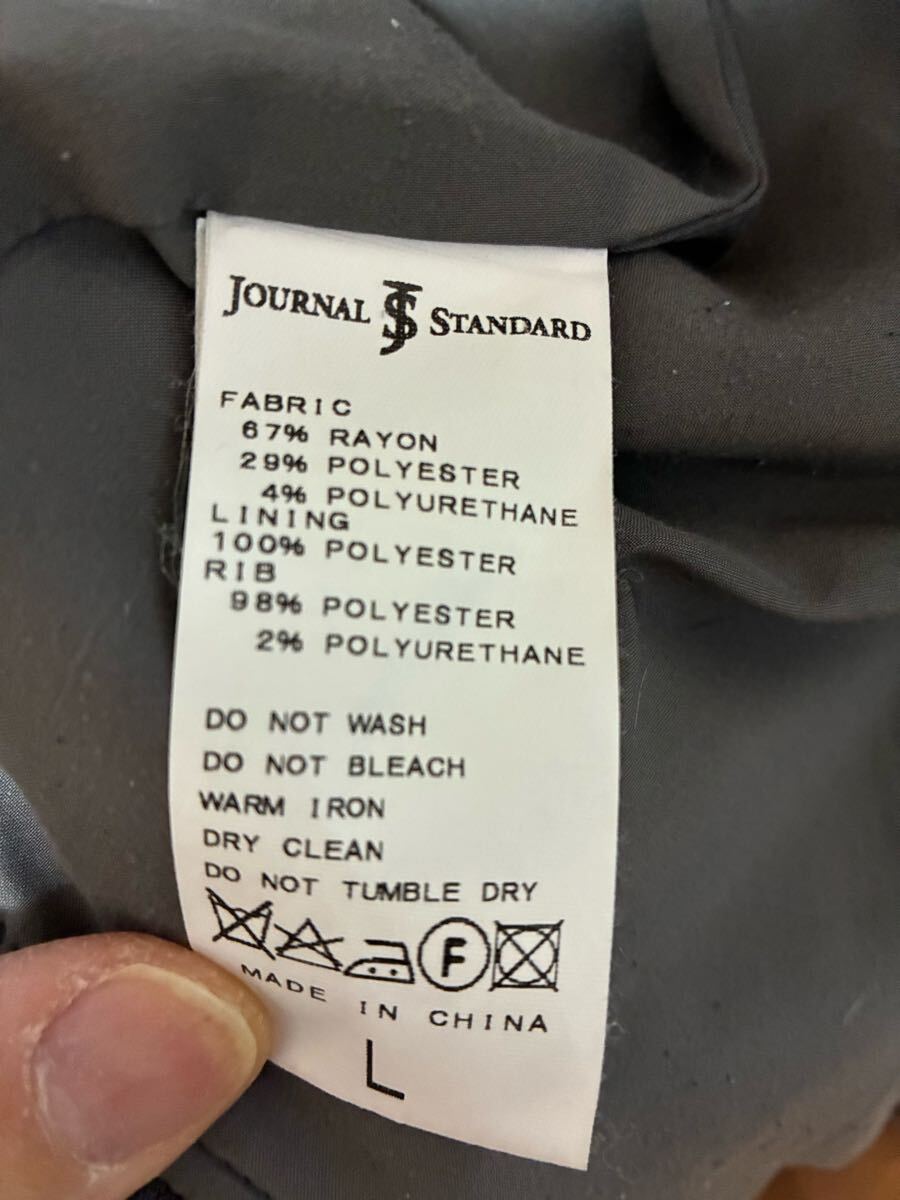 JOURNAL JS STANDARD
FABRIC
67% RAYON
29% POLYESTER
4% POLYURETHANE
LINING
100% POLYESTER
RIB
98% POLYESTER
2% POLYURETHANE
DO NOT WASH
DO NOT BLEACH
WARM IRON
DRY CLEAN
DO NOT TUMBLE DRY
F
MADE IN CHINA
L